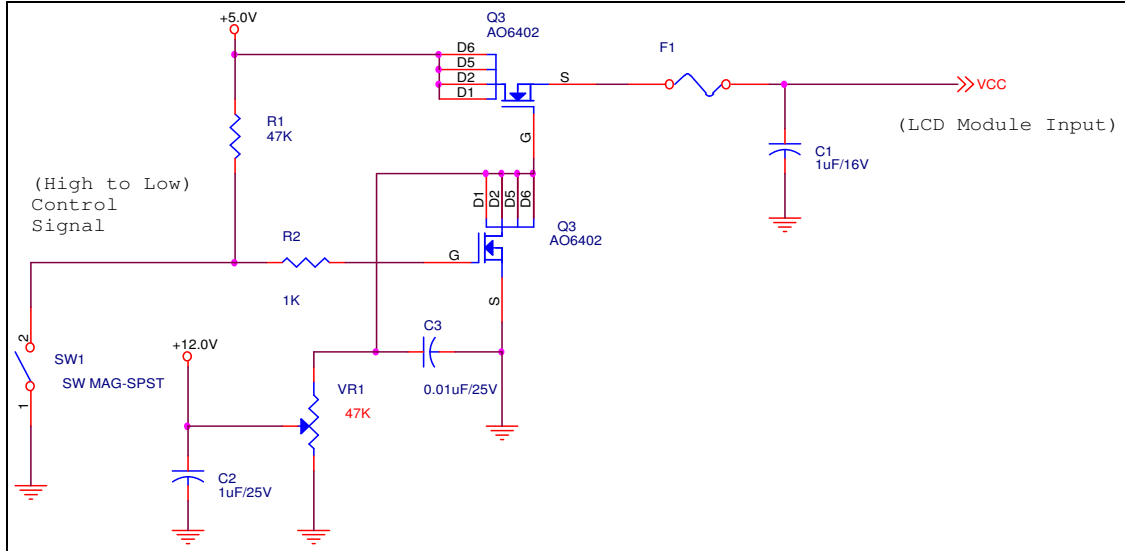 +5.0V
Q3
AO6402
D6
D5
D2
D1
S
G
F1
VCC
(LCD Module Input)
R1
47K
C1
1uF/16V
(High to Low)
Control
Signal
D1
D2
D5
D6
Q3
AO6402
R2
1K
G
S
2
1
SW1
SW MAG-SPST
+12.0V
C3
0.01uF/25V
VR1
47K
C2
1uF/25V